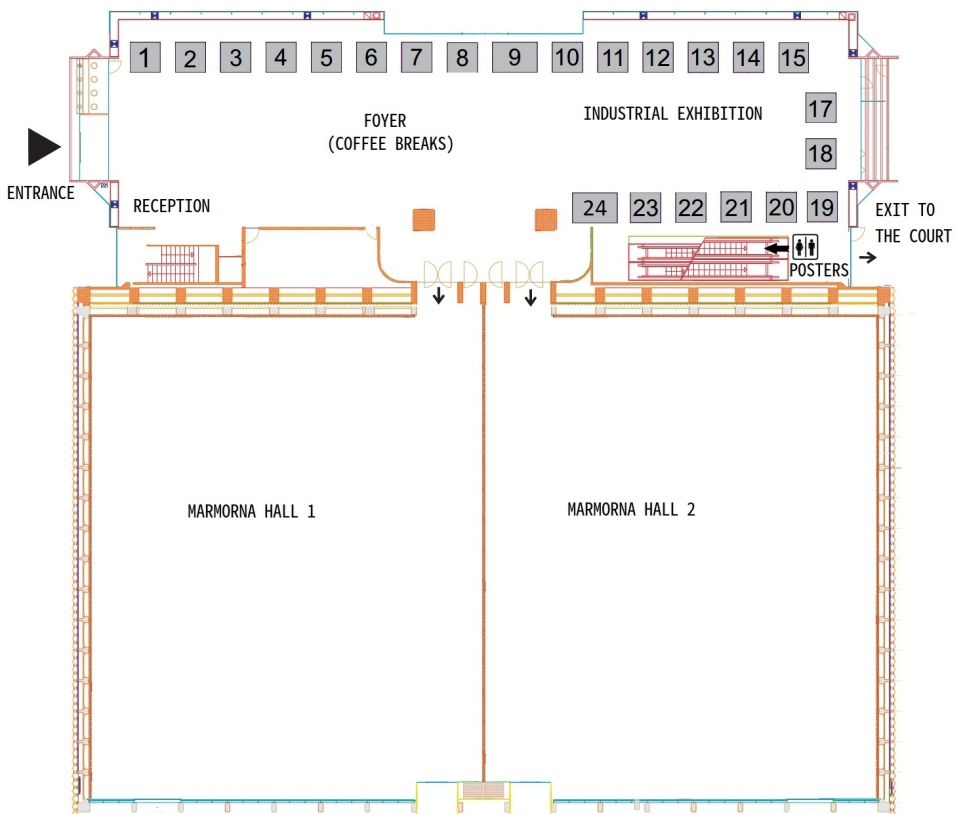 1 2 3 4 5 6 7 8 9 10 11 12 13 14 15
17
FOYER
(COFFEE BREAKS)
INDUSTRIAL EXHIBITION
18
ENTRANCE
RECEPTION
24 23 22 21 20 19
EXIT TO
THE COURT
POSTERS
MARMORNA HALL 1
MARMORNA HALL 2